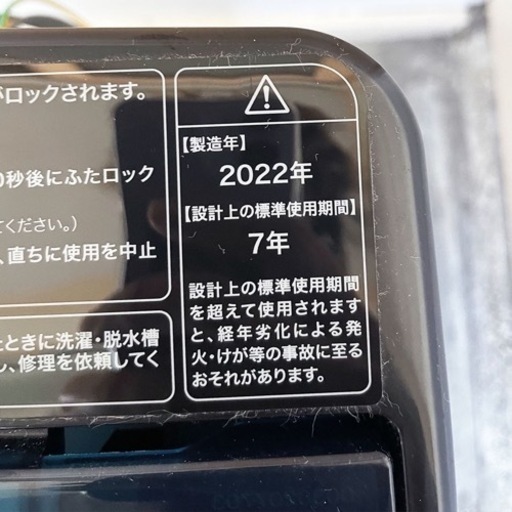 がロックされます。
0秒後にふたロック
てください。)
、直ちに使用を中止
たときに洗濯・脱水槽
し、修理を依頼してく
【製造年】
2022年
【設計上の標準使用期間】
7年
設計上の標準使用期間
を超えて使用されます
と、経年劣化による発
火・けが等の事故に至る
おそれがあります。